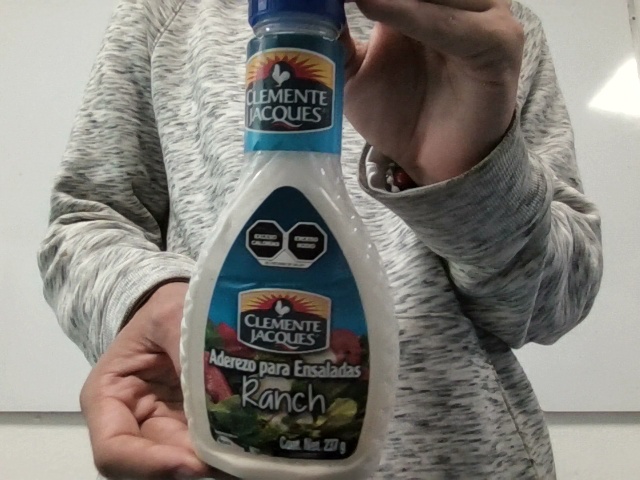 CLEMENTE
JACQUES
EXCESO
CALORÍAS
EXCESO
SODIO
CLEMENTE
JACQUES
Aderezo para Ensaladas
Ranch
Cont. Net. 237 g